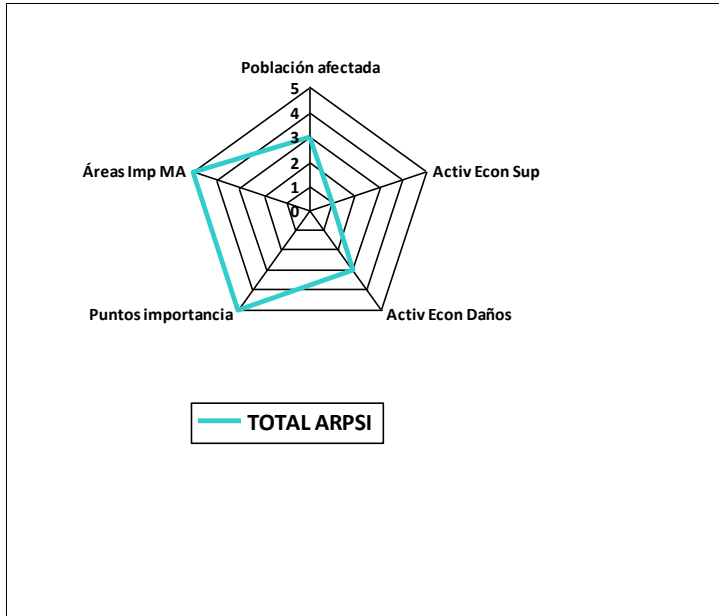 Población afectada
5
4
3
2
1
0
Áreas Imp MA
Activ Econ Sup
Puntos importancia
Activ Econ Daños
TOTAL ARPSI